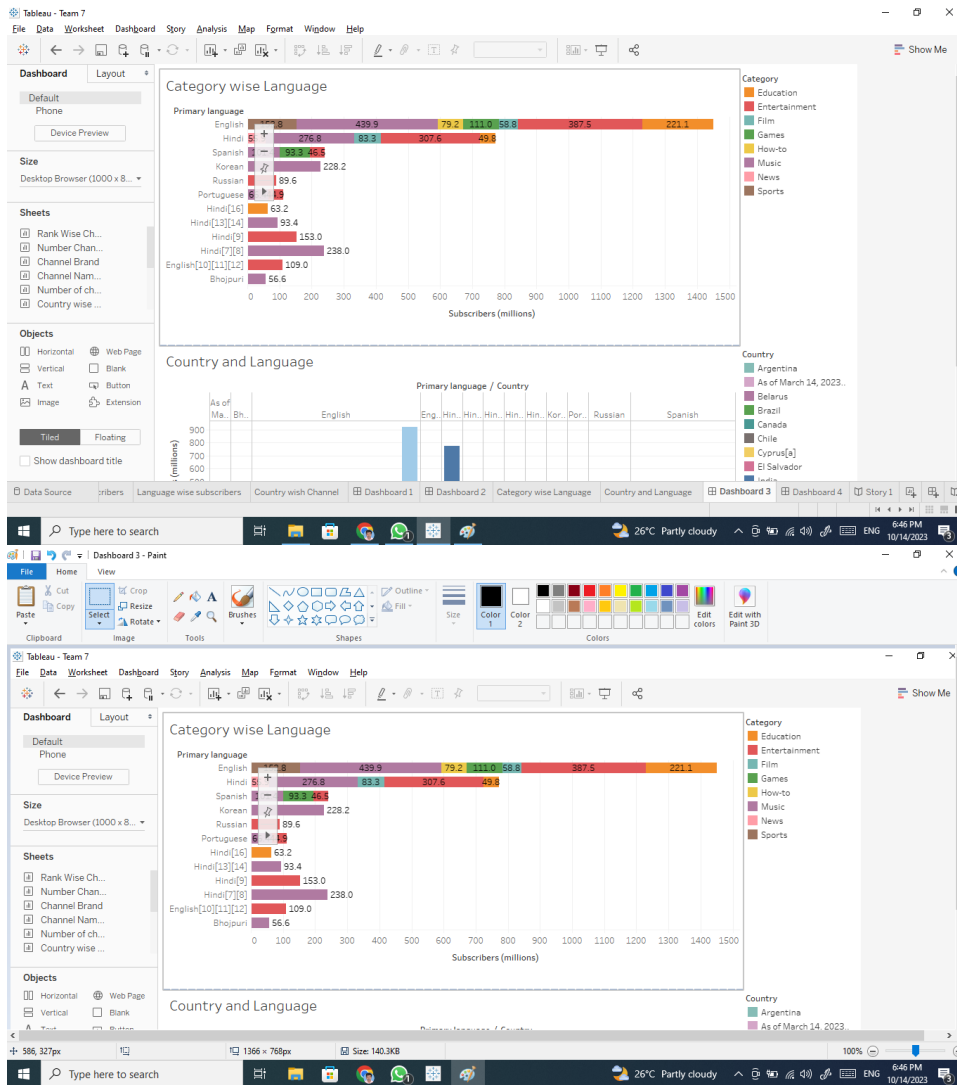 Tableau - Team 7
File Data Worksheet Dashboard Story Analysis Map Format Window Help
Show Me
Dashboard Layout
Default
Phone
Device Preview
Size
Desktop Browser (1000 x 8...
Sheets
Rank Wise Ch...
Number Chan...
Channel Brand
Channel Nam...
Number of ch...
Country wise ...
Objects
Horizontal Web Page
Vertical Blank
Text Button
Image Extension
Tiled Floating
Show dashboard title
Category wise Language
Primary language
English 439.9 79.2 111.0 58.8 387.5 221.1
Hindi 276.8 83.3 307.6 49.8
Spanish 93.3 46.5
Korean 228.2
Russian 89.6
Portuguese
Hindi[16] 63.2
Hindi[13][14] 93.4
Hindi[9] 153.0
Hindi[7][8] 238.0
English[10][11][12] 109.0
Bhojpuri 56.6
0 100 200 300 400 500 600 700 800 900 1000 1100 1200 1300 1400 1500
Subscribers (millions)
Category
Education
Entertainment
Film
Games
How-to
Music
News
Sports
Country and Language
Primary language / Country
As of
Ma.. Bh.. English Eng.. Hin.. Hin.. Hin.. Hin.. Kor.. Por.. Russian Spanish
900
800
700
600
(millions)
Country
Argentina
As of March 14, 2023..
Belarus
Brazil
Canada
Chile
Cyprus[a]
El Salvador
India
Data Source ribers Language wise subscribers Country wish Channel Dashboard 1 Dashboard 2 Category wise Language Country and Language Dashboard 3 Dashboard 4 Story 1
Type here to search 26°C Partly cloudy ENG 6:46 PM
10/14/2023
Dashboard 3 - Paint
File Home View
Paste Cut Copy Select Crop Resize Rotate Brushes Outline Fill Size Color 1 Color 2 Edit colors Edit with Paint 3D
Clipboard Image Tools Shapes Colors
Tableau - Team 7
File Data Worksheet Dashboard Story Analysis Map Format Window Help
Show Me
Dashboard Layout
Default
Phone
Device Preview
Size
Desktop Browser (1000 x 8...
Sheets
Rank Wise Ch...
Number Chan...
Channel Brand
Channel Nam...
Number of ch...
Country wise ...
Objects
Horizontal Web Page
Vertical Blank
Category wise Language
Primary language
English 439.9 79.2 111.0 58.8 387.5 221.1
Hindi 276.8 83.3 307.6 49.8
Spanish 93.3 46.5
Korean 228.2
Russian 89.6
Portuguese
Hindi[16] 63.2
Hindi[13][14] 93.4
Hindi[9] 153.0
Hindi[7][8] 238.0
English[10][11][12] 109.0
Bhojpuri 56.6
0 100 200 300 400 500 600 700 800 900 1000 1100 1200 1300 1400 1500
Subscribers (millions)
Category
Education
Entertainment
Film
Games
How-to
Music
News
Sports
Country and Language
Country
Argentina
As of March 14, 2023..
586, 327px 1366 × 768px Size: 140.3KB 100%
Type here to search 26°C Partly cloudy ENG 6:46 PM
10/14/2023